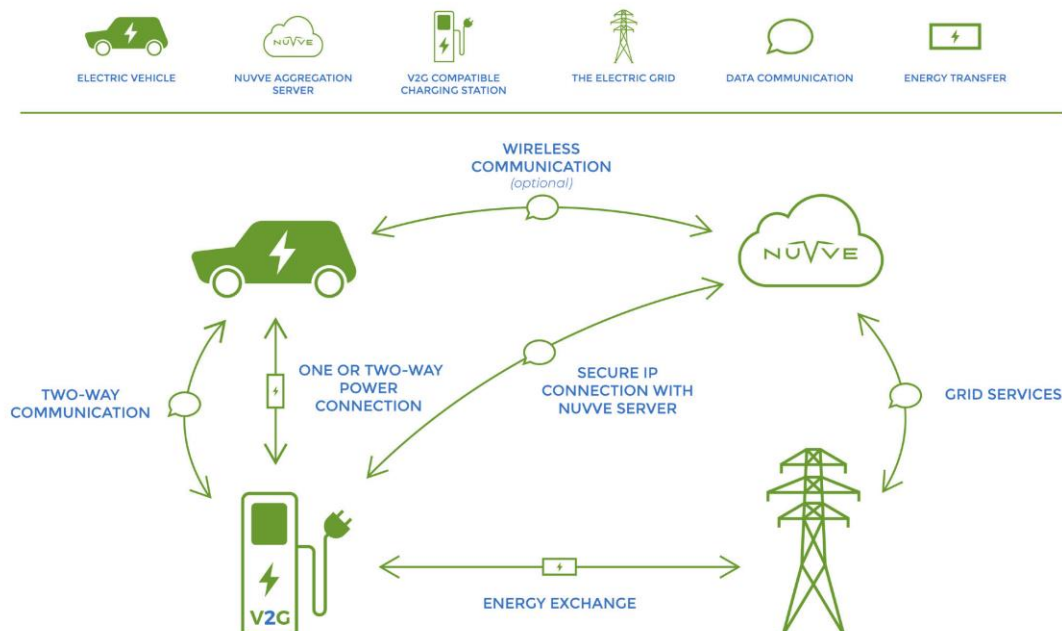 NUVVE
ELECTRIC VEHICLE
NUVVE AGGREGATION
SERVER
V2G COMPATIBLE
CHARGING STATION
THE ELECTRIC GRID
DATA COMMUNICATION
ENERGY TRANSFER
WIRELESS
COMMUNICATION
(optional)
NUVVE
TWO-WAY
COMMUNICATION
ONE OR TWO-WAY
POWER
CONNECTION
SECURE IP
CONNECTION WITH
NUVVE SERVER
GRID SERVICES
V2G
ENERGY EXCHANGE